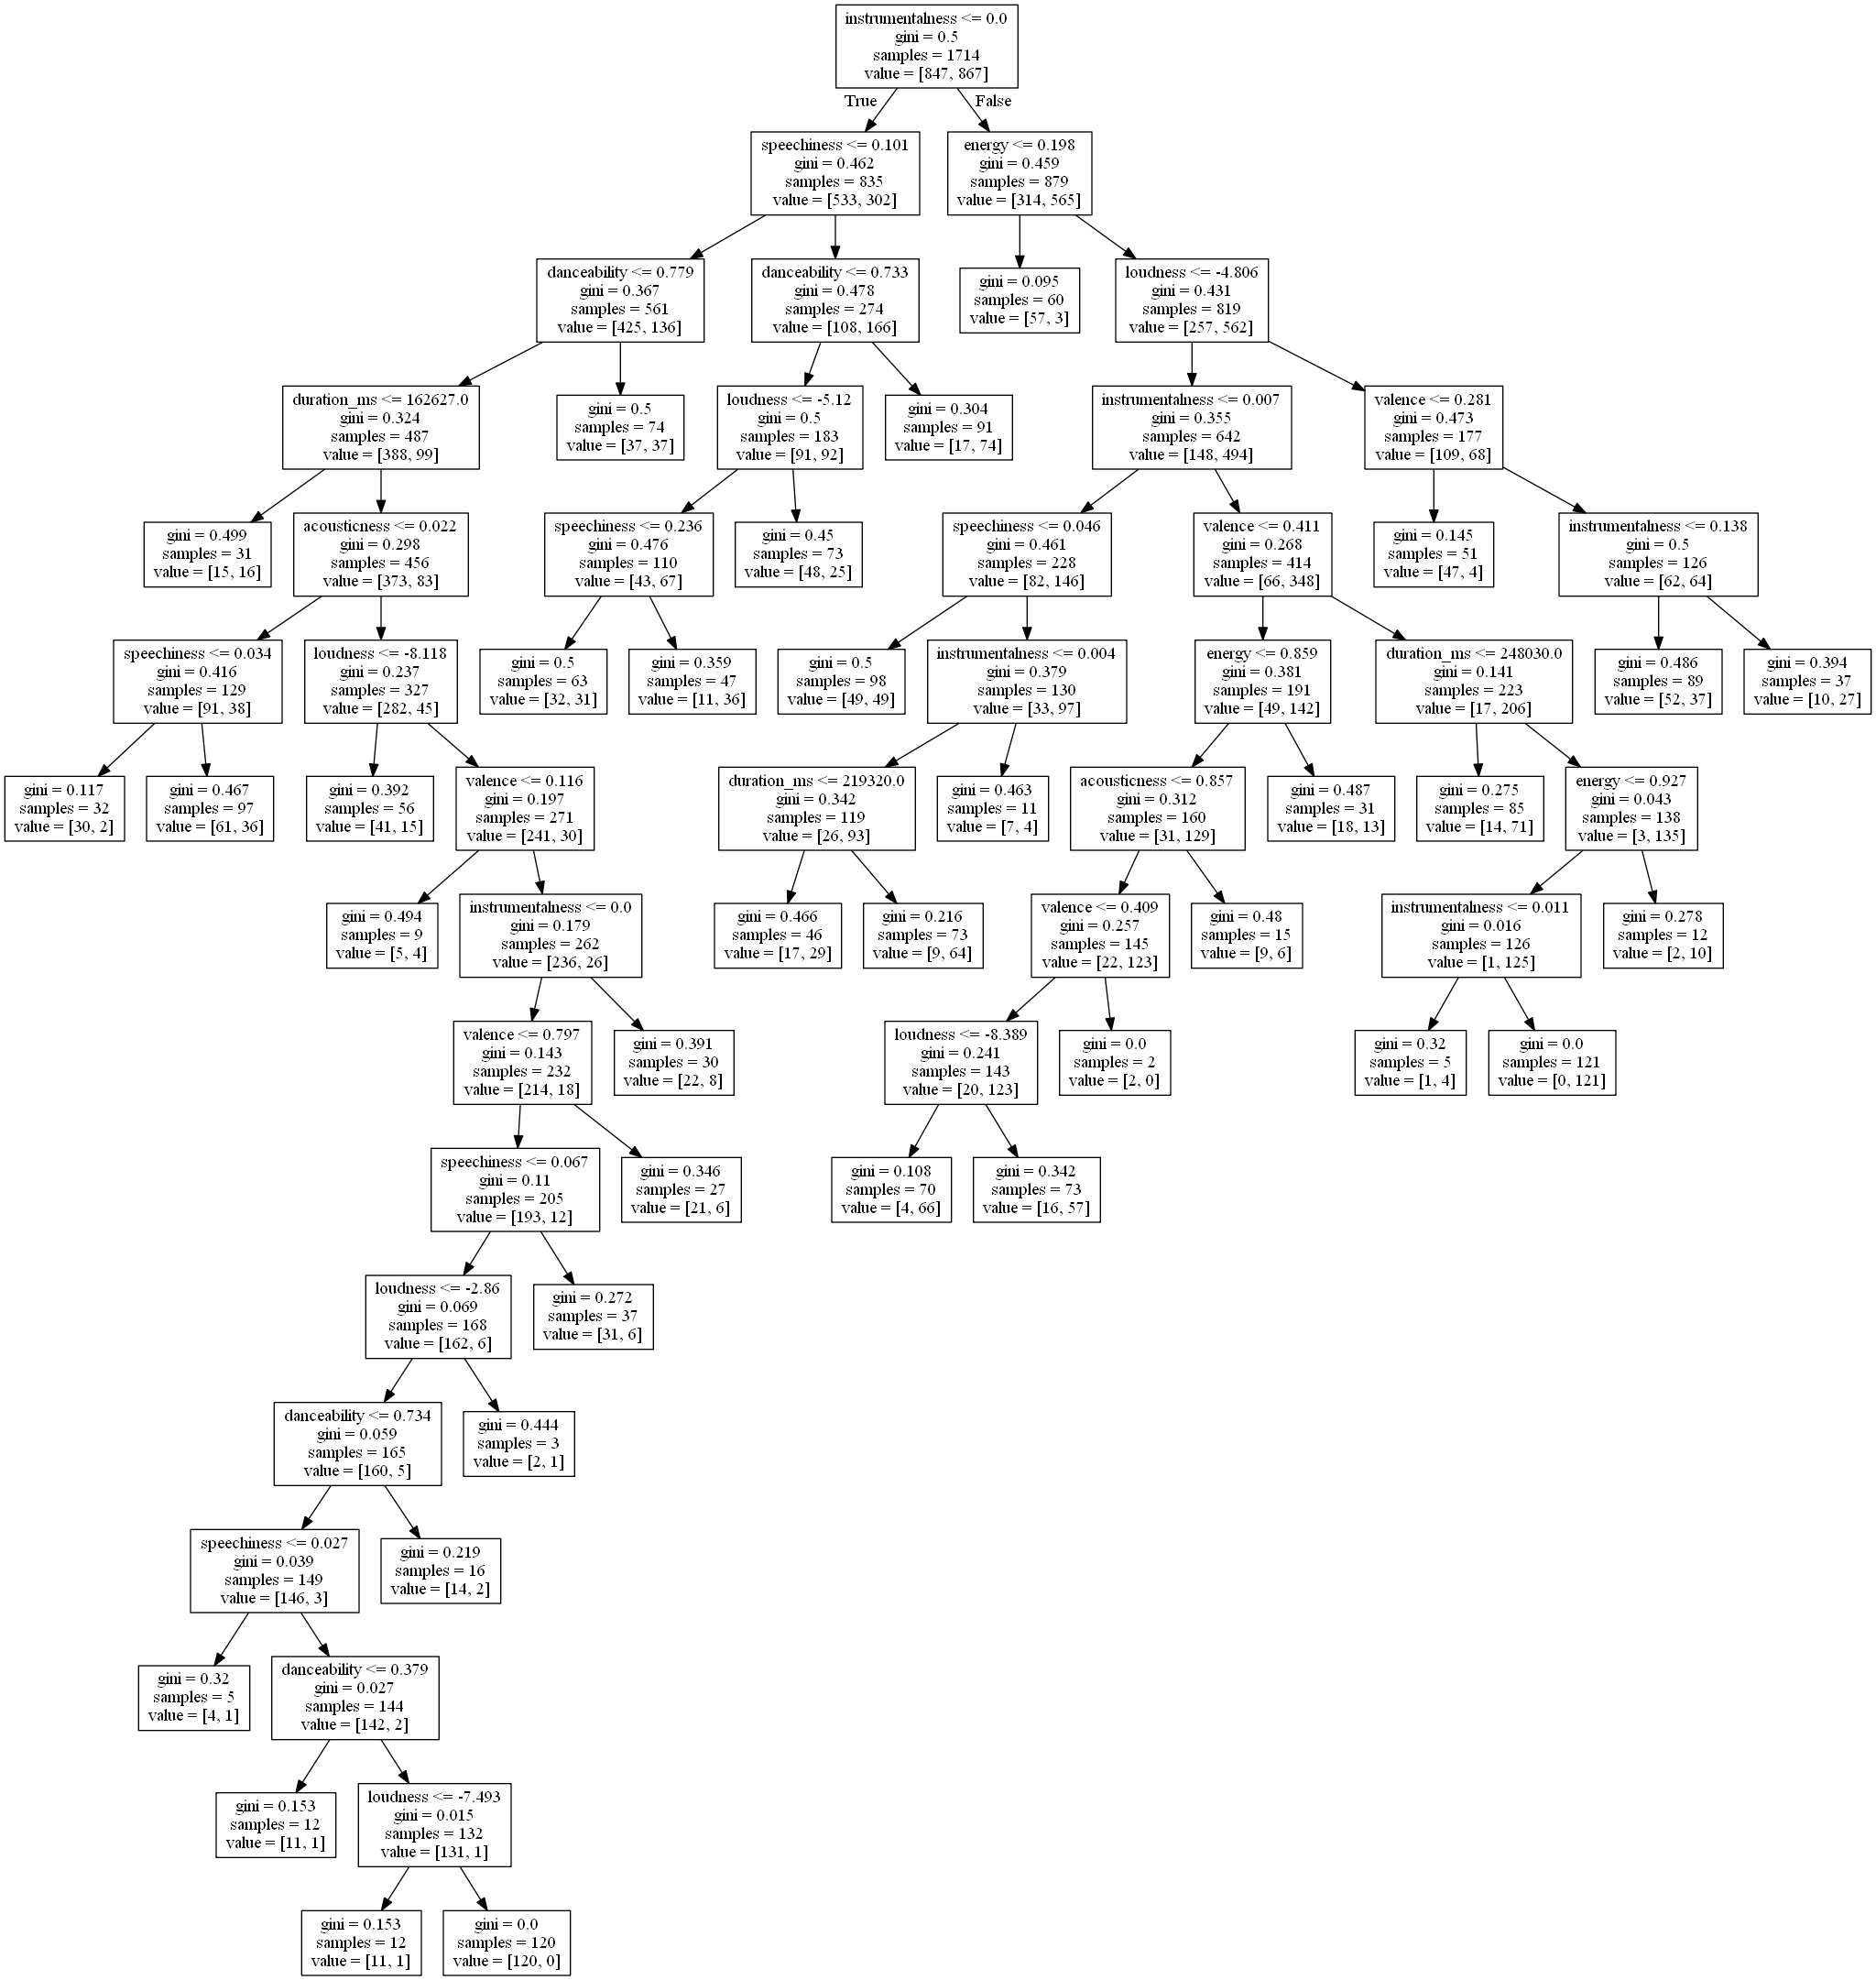 instrumentalness <= 0.0
gini = 0.5
samples = 1714
value = [847, 867]
True
False
speechiness <= 0.101
gini = 0.462
samples = 835
value = [533, 302]
energy <= 0.198
gini = 0.459
samples = 879
value = [314, 565]
danceability <= 0.779
gini = 0.367
samples = 561
value = [425, 136]
danceability <= 0.733
gini = 0.478
samples = 274
value = [108, 166]
gini = 0.095
samples = 60
value = [57, 3]
loudness <= -4.806
gini = 0.431
samples = 819
value = [257, 562]
duration_ms <= 162627.0
gini = 0.324
samples = 487
value = [388, 99]
gini = 0.5
samples = 74
value = [37, 37]
loudness <= -5.12
gini = 0.5
samples = 183
value = [91, 92]
gini = 0.304
samples = 91
value = [17, 74]
instrumentalness <= 0.007
gini = 0.355
samples = 642
value = [148, 494]
valence <= 0.281
gini = 0.473
samples = 177
value = [109, 68]
gini = 0.499
samples = 31
value = [15, 16]
acousticness <= 0.022
gini = 0.298
samples = 456
value = [373, 83]
speechiness <= 0.236
gini = 0.476
samples = 110
value = [43, 67]
gini = 0.45
samples = 73
value = [48, 25]
speechiness <= 0.046
gini = 0.461
samples = 228
value = [82, 146]
valence <= 0.411
gini = 0.268
samples = 414
value = [66, 348]
gini = 0.145
samples = 51
value = [47, 4]
instrumentalness <= 0.138
gini = 0.5
samples = 126
value = [62, 64]
speechiness <= 0.034
gini = 0.416
samples = 129
value = [91, 38]
loudness <= -8.118
gini = 0.237
samples = 327
value = [282, 45]
gini = 0.5
samples = 63
value = [32, 31]
gini = 0.359
samples = 47
value = [11, 36]
gini = 0.5
samples = 98
value = [49, 49]
instrumentalness <= 0.004
gini = 0.379
samples = 130
value = [33, 97]
energy <= 0.859
gini = 0.381
samples = 191
value = [49, 142]
duration_ms <= 248030.0
gini = 0.141
samples = 223
value = [17, 206]
gini = 0.486
samples = 89
value = [52, 37]
gini = 0.394
samples = 37
value = [10, 27]
gini = 0.117
samples = 32
value = [30, 2]
gini = 0.467
samples = 97
value = [61, 36]
gini = 0.392
samples = 56
value = [41, 15]
valence <= 0.116
gini = 0.197
samples = 271
value = [241, 30]
duration_ms <= 219320.0
gini = 0.342
samples = 119
value = [26, 93]
gini = 0.463
samples = 11
value = [7, 4]
acousticness <= 0.857
gini = 0.312
samples = 160
value = [31, 129]
gini = 0.487
samples = 31
value = [18, 13]
gini = 0.275
samples = 85
value = [14, 71]
energy <= 0.927
gini = 0.043
samples = 138
value = [3, 135]
gini = 0.494
samples = 9
value = [5, 4]
instrumentalness <= 0.0
gini = 0.179
samples = 262
value = [236, 26]
gini = 0.466
samples = 46
value = [17, 29]
gini = 0.216
samples = 73
value = [9, 64]
valence <= 0.409
gini = 0.257
samples = 145
value = [22, 123]
gini = 0.48
samples = 15
value = [9, 6]
instrumentalness <= 0.011
gini = 0.016
samples = 126
value = [1, 125]
gini = 0.278
samples = 12
value = [2, 10]
valence <= 0.797
gini = 0.143
samples = 232
value = [214, 18]
gini = 0.391
samples = 30
value = [22, 8]
loudness <= -8.389
gini = 0.241
samples = 143
value = [20, 123]
gini = 0.0
samples = 2
value = [2, 0]
gini = 0.32
samples = 5
value = [1, 4]
gini = 0.0
samples = 121
value = [0, 121]
speechiness <= 0.067
gini = 0.11
samples = 205
value = [193, 12]
gini = 0.346
samples = 27
value = [21, 6]
gini = 0.108
samples = 70
value = [4, 66]
gini = 0.342
samples = 73
value = [16, 57]
loudness <= -2.86
gini = 0.069
samples = 168
value = [162, 6]
gini = 0.272
samples = 37
value = [31, 6]
danceability <= 0.734
gini = 0.059
samples = 165
value = [160, 5]
gini = 0.444
samples = 3
value = [2, 1]
speechiness <= 0.027
gini = 0.039
samples = 149
value = [146, 3]
gini = 0.219
samples = 16
value = [14, 2]
gini = 0.32
samples = 5
value = [4, 1]
danceability <= 0.379
gini = 0.027
samples = 144
value = [142, 2]
gini = 0.153
samples = 12
value = [11, 1]
loudness <= -7.493
gini = 0.015
samples = 132
value = [131, 1]
gini = 0.153
samples = 12
value = [11, 1]
gini = 0.0
samples = 120
value = [120, 0]